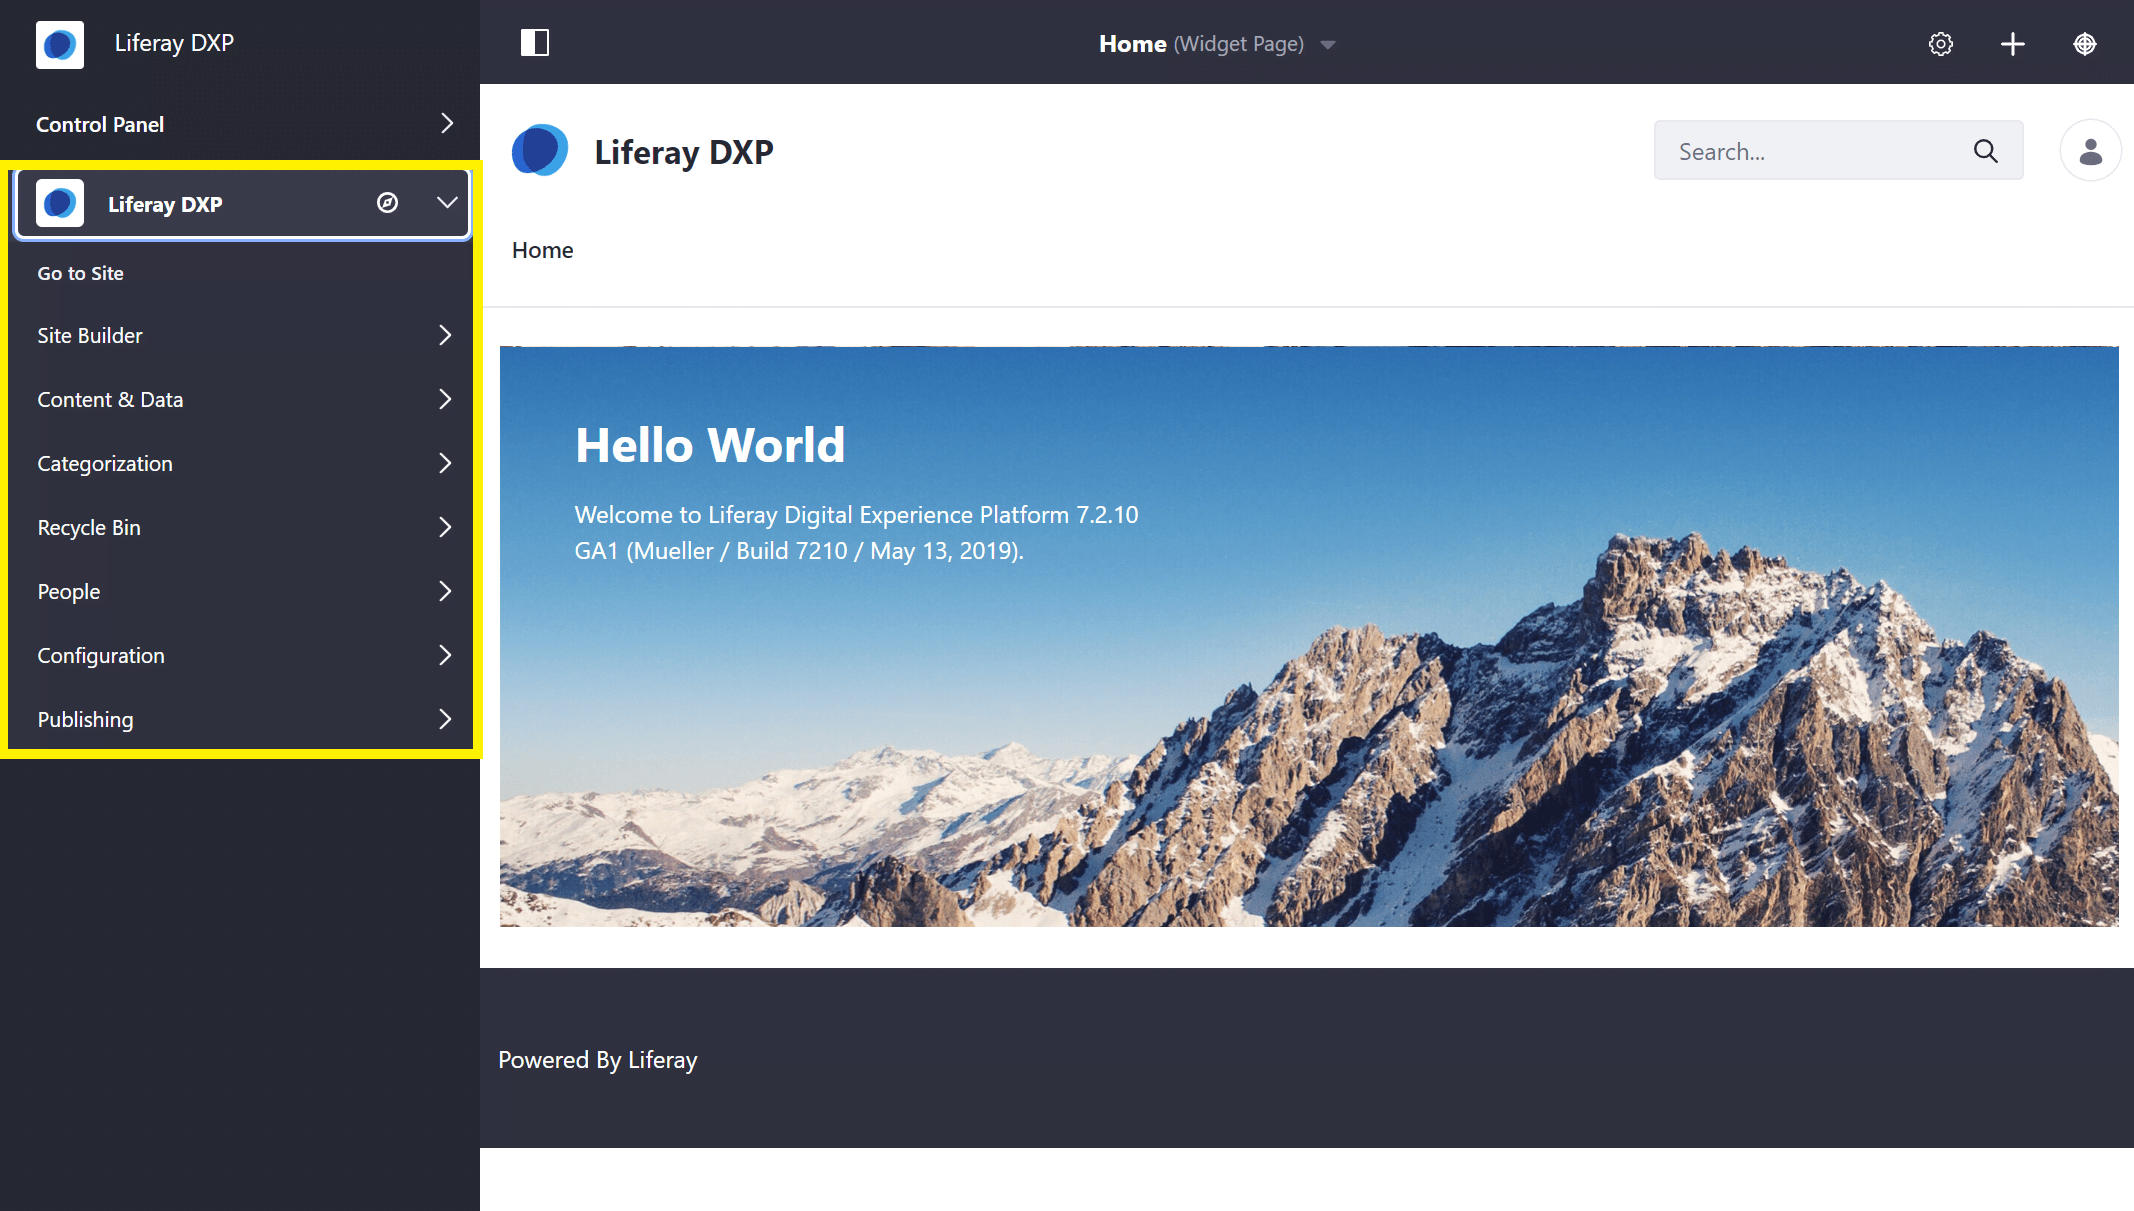 Liferay DXP
Control Panel
Liferay DXP
Go to Site
Site Builder
Content & Data
Categorization
Recycle Bin
People
Configuration
Publishing
Home (Widget Page)
Liferay DXP
Search...
Home
Hello World
Welcome to Liferay Digital Experience Platform 7.2.10
GA1 (Mueller / Build 7210 / May 13, 2019).
Powered By Liferay